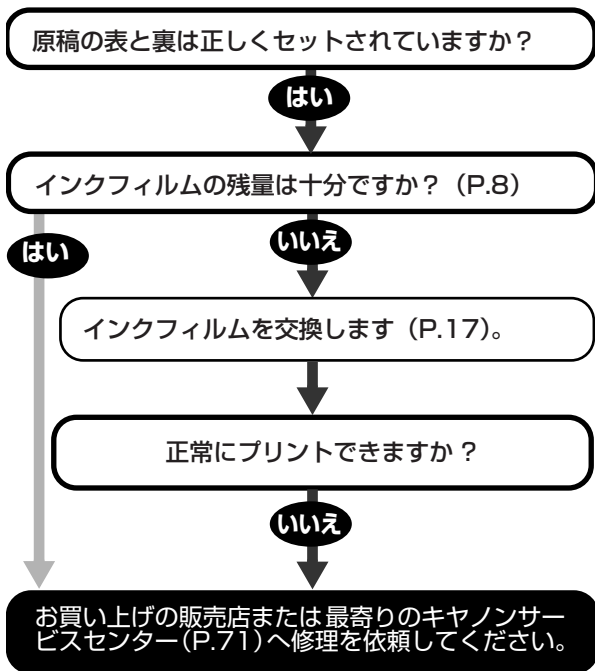 原稿の表と裏は正しくセットされていますか？
はい
インクフィルムの残量は十分ですか？（P.8）
はい
いいえ
インクフィルムを交換します（P.17）。
正常にプリントできますか？
いいえ
お買い上げの販売店または最寄りのキヤノンサー
ビスセンター（P.71）へ修理を依頼してください。